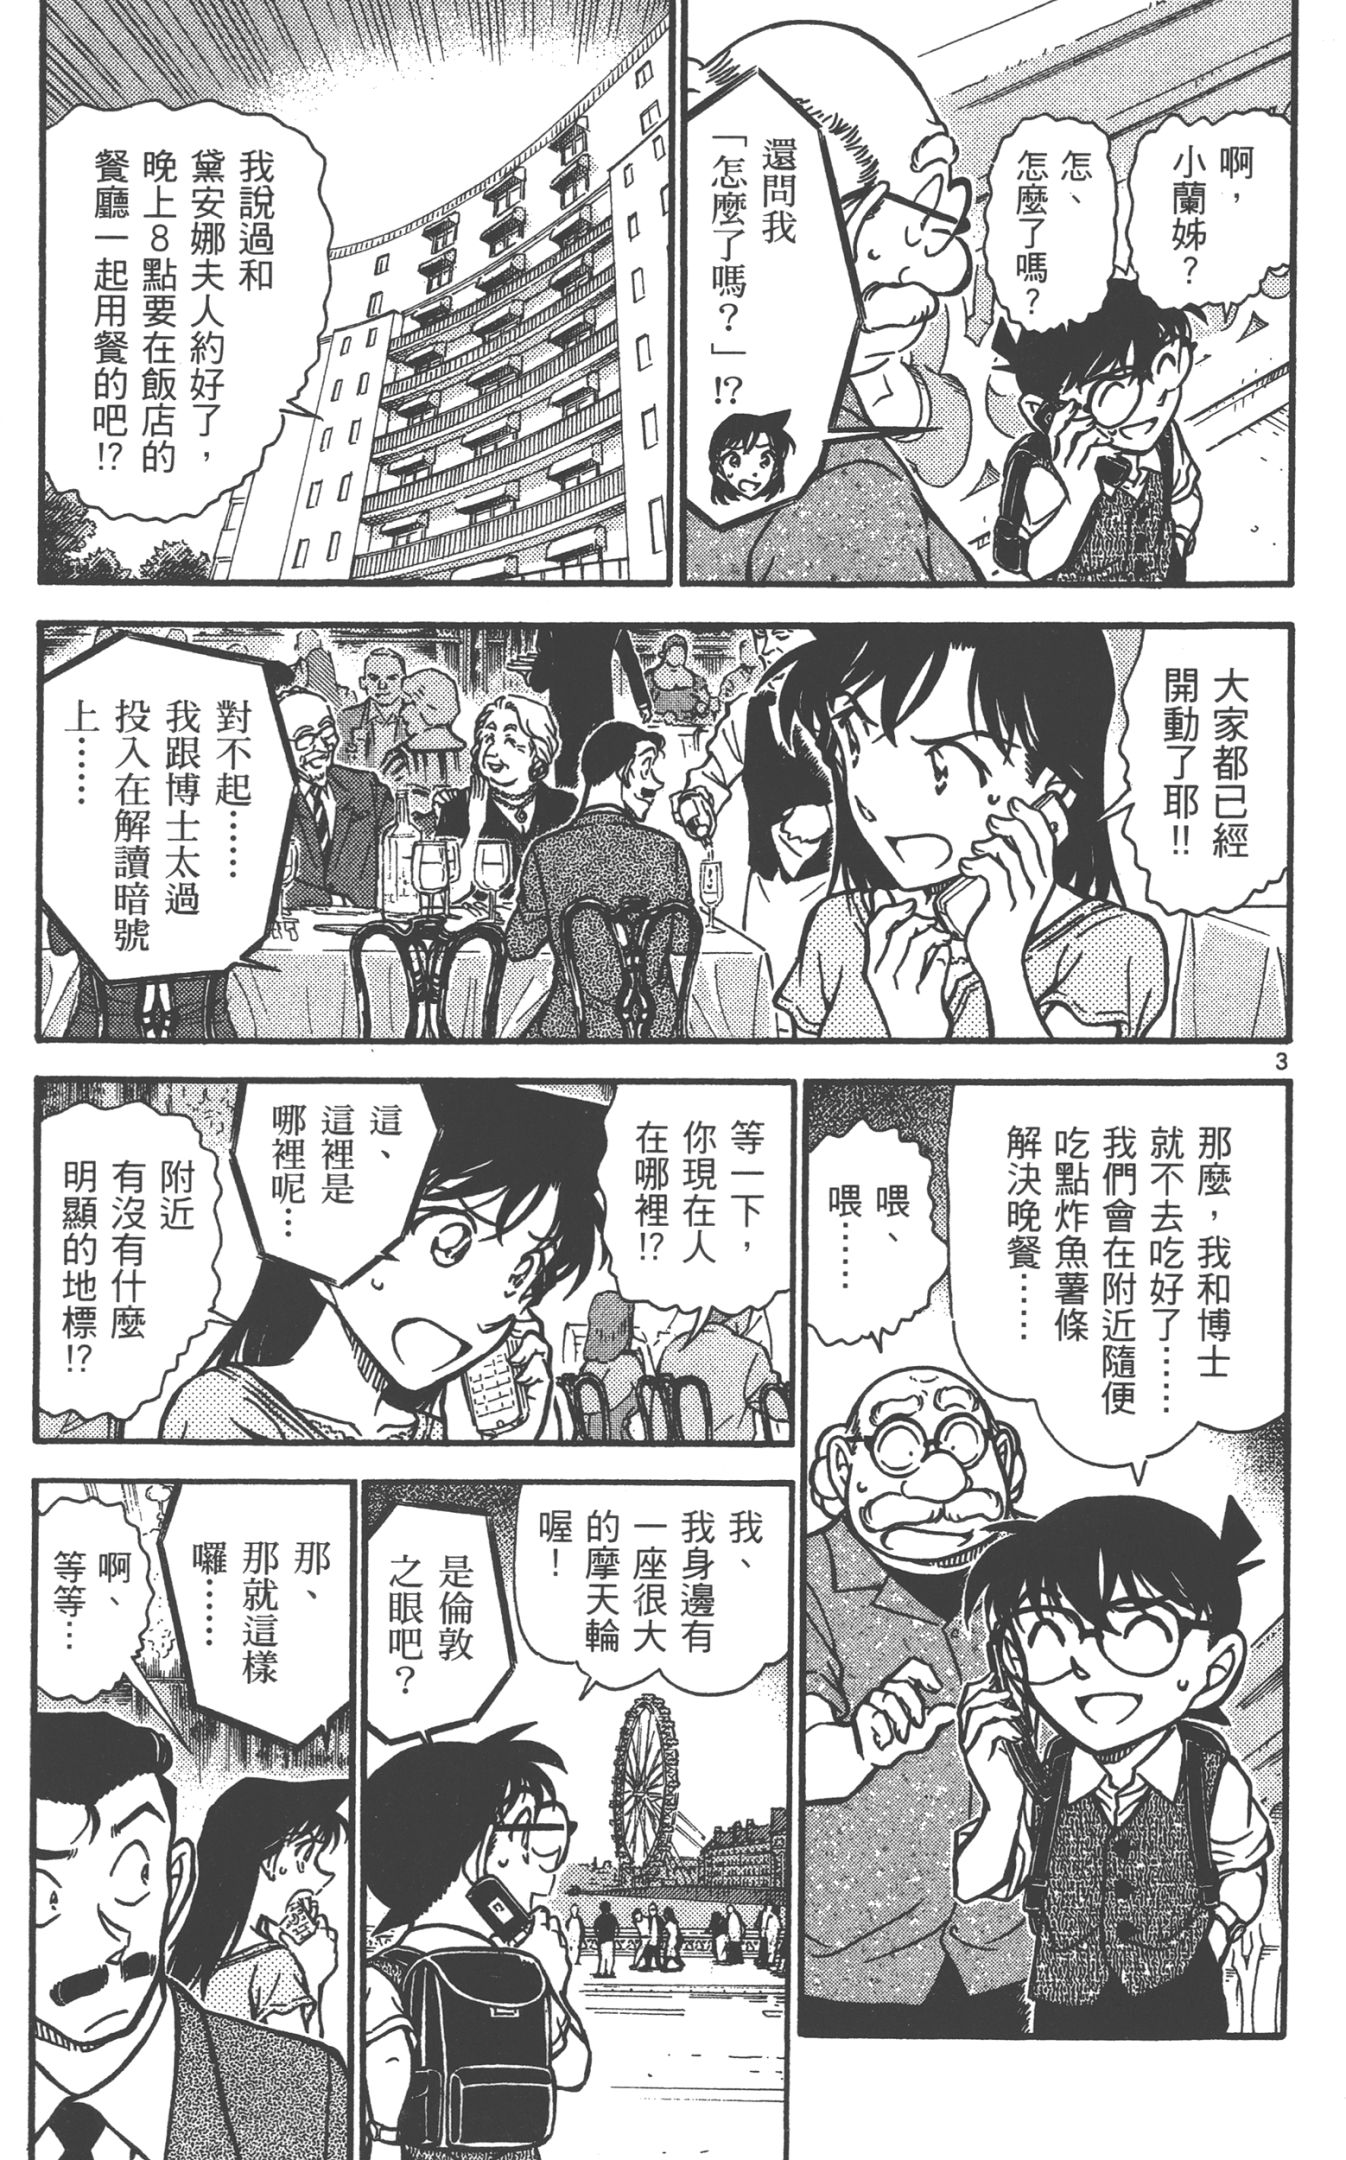 啊，
小蘭姊？
怎、
怎麼了嗎？
還問我
「怎麼了嗎？」!?
我說過和
黛安娜夫人約好了，
晚上8點要在飯店的
餐廳一起用餐的吧!?
大家都已經
開動了耶!!
對不起……
我跟博士太過
投入在解讀暗號
上……
3
那麼，我和博士
就不去吃好了……
我們會在附近隨便
吃點炸魚薯條
解決晚餐……
喂、
喂……
等一下，
你現在人
在哪裡!?
這、
這裡是
哪裡呢…
附近
有沒有什麼
明顯的地標!?
我、
我身邊有
一座很大
的摩天輪
喔！
是倫敦
之眼吧？
那、
那就這樣
囉……
啊、
等等…